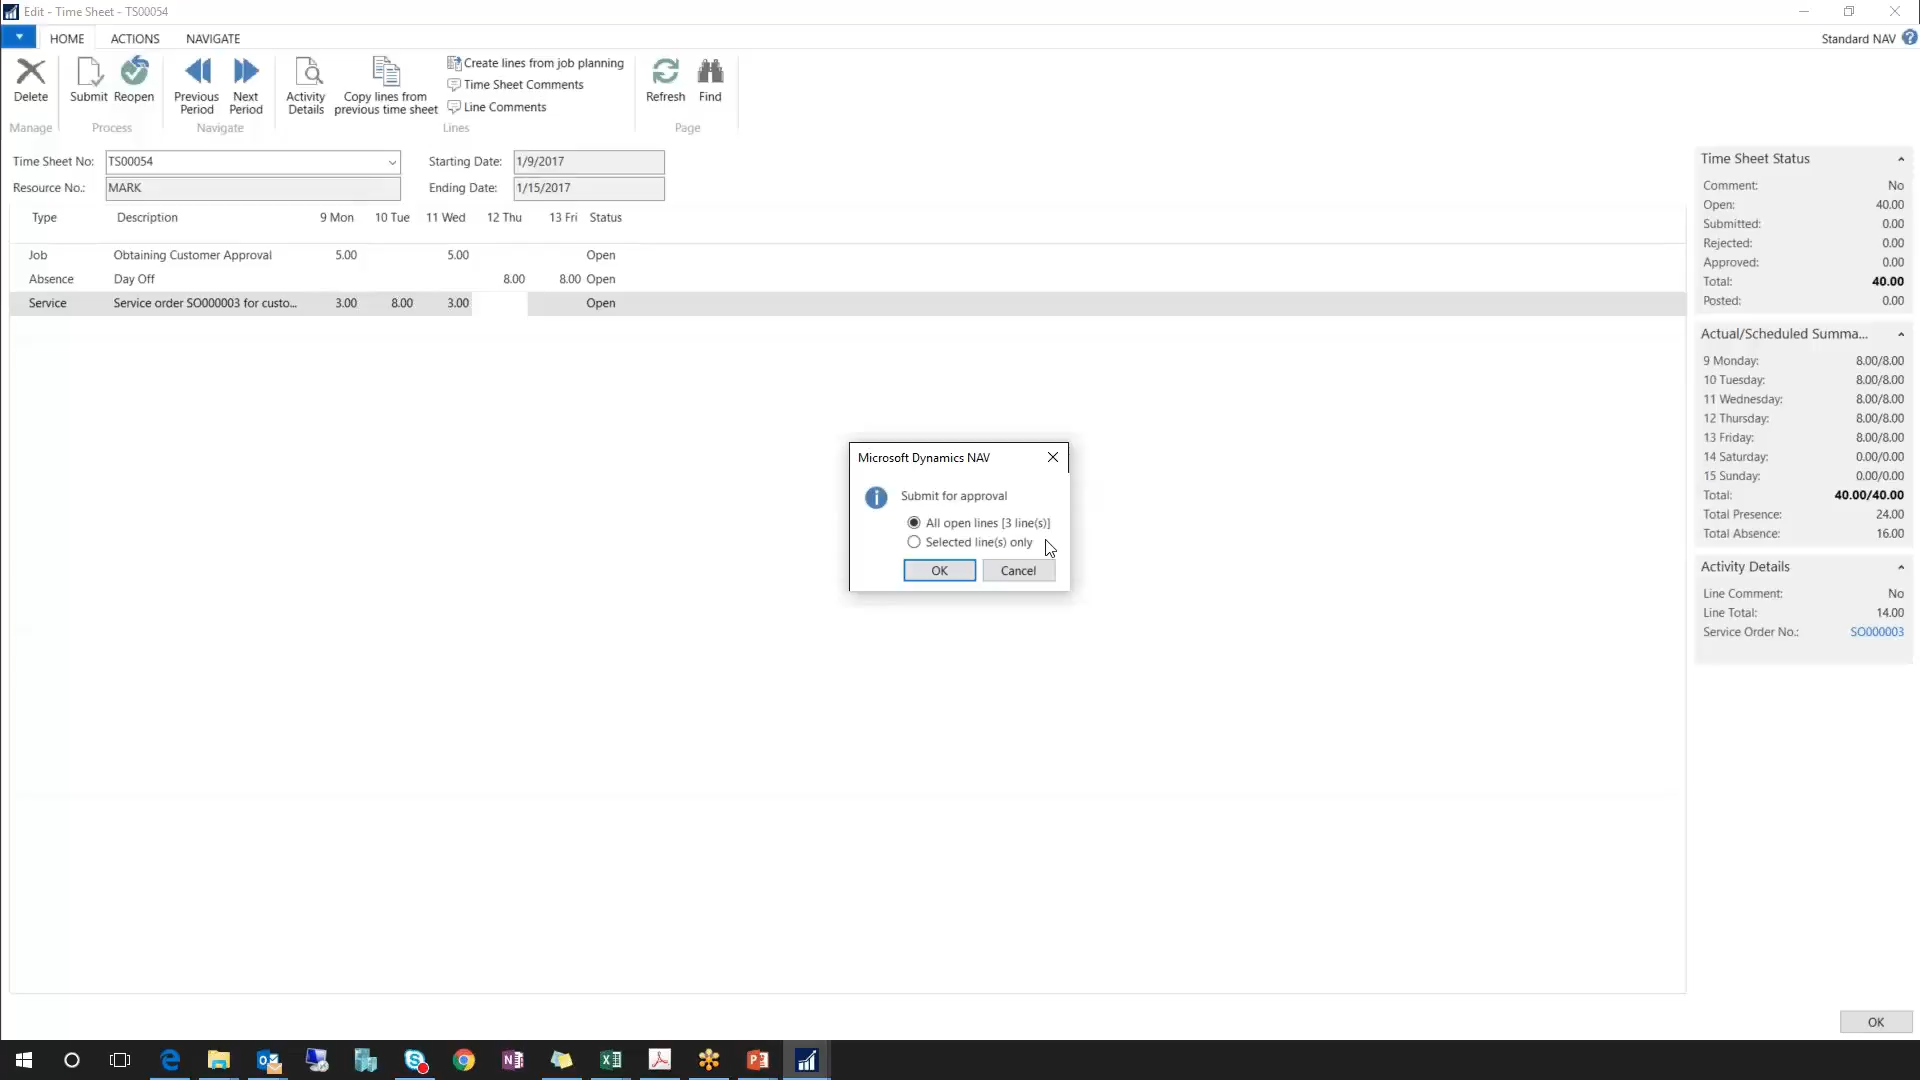 Edit - Time Sheet - TS00054
HOME ACTIONS NAVIGATE Standard NAV ?
Delete Submit Reopen Previous Period Next Period Activity Details Copy lines from previous time sheet
Create lines from job planning
Time Sheet Comments
Line Comments
Refresh Find
Manage Process Navigate Lines Page
Time Sheet No: TS00054 Starting Date: 1/9/2017
Resource No.: MARK Ending Date: 1/15/2017
Type Description 9 Mon 10 Tue 11 Wed 12 Thu 13 Fri Status
Job Obtaining Customer Approval 5.00 5.00 Open
Absence Day Off 8.00 8.00 Open
Service Service order SO000003 for custo... 3.00 8.00 3.00 Open
Microsoft Dynamics NAV
Submit for approval
All open lines [3 line(s)]
Selected line(s) only
OK Cancel
Time Sheet Status
Comment: No
Open: 40.00
Submitted: 0.00
Rejected: 0.00
Approved: 0.00
Total: 40.00
Posted: 0.00
Actual/Scheduled Summa...
9 Monday: 8.00/8.00
10 Tuesday: 8.00/8.00
11 Wednesday: 8.00/8.00
12 Thursday: 8.00/8.00
13 Friday: 8.00/8.00
14 Saturday: 0.00/0.00
15 Sunday: 0.00/0.00
Total: 40.00/40.00
Total Presence: 24.00
Total Absence: 16.00
Activity Details
Line Comment: No
Line Total: 14.00
Service Order No.: SO000003
OK